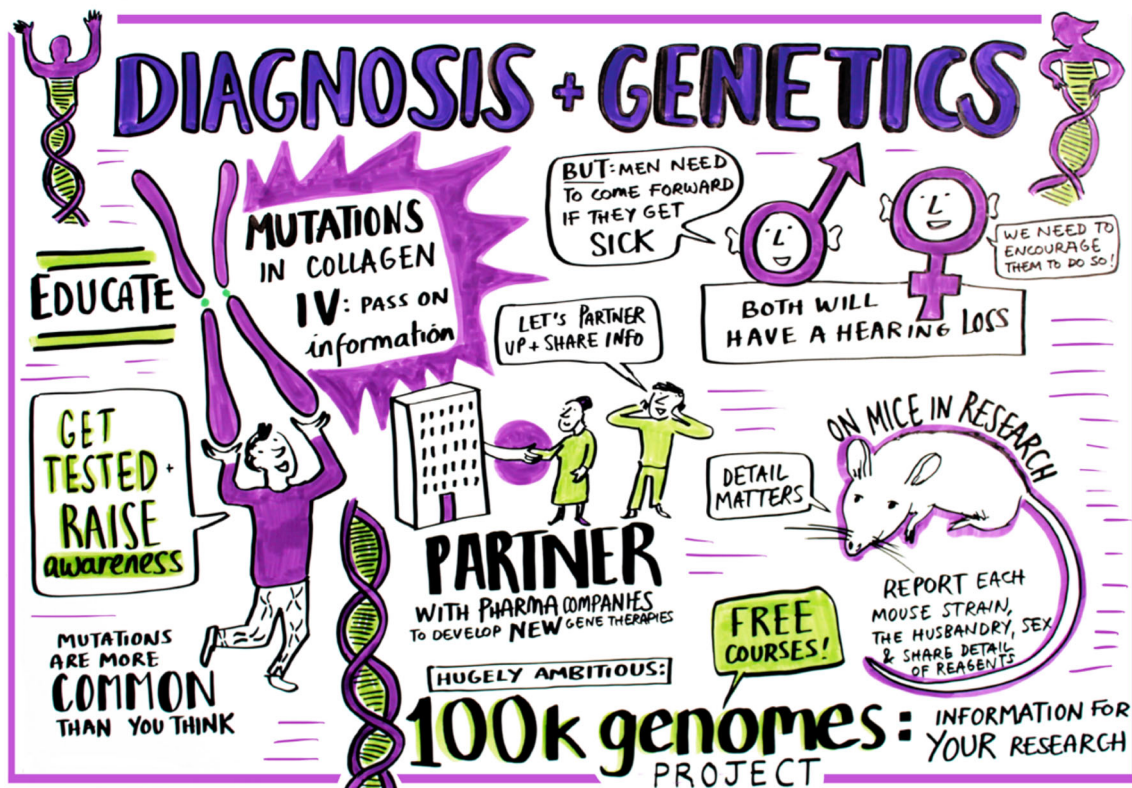 DIAGNOSIS + GENETICS
EDUCATE
MUTATIONS
IN COLLAGEN
IV: PASS ON
information
BUT: MEN NEED
TO COME FORWARD
IF THEY GET
SICK
WE NEED TO
ENCOURAGE
THEM TO DO SO!
BOTH WILL
HAVE A HEARING LOSS
LET'S PARTNER
UP + SHARE INFO
GET
TESTED +
RAISE
awareness
MUTATIONS
ARE MORE
COMMON
THAN YOU THINK
PARTNER
WITH PHARMA COMPANIES
TO DEVELOP NEW GENE THERAPIES
ON MICE IN RESEARCH
DETAIL
MATTERS
REPORT EACH
MOUSE STRAIN,
THE HUSBANDRY, SEX
& SHARE DETAIL
OF REAGENTS
FREE
COURSES!
HUGELY AMBITIOUS:
100K genomes:
PROJECT
INFORMATION FOR
YOUR RESEARCH